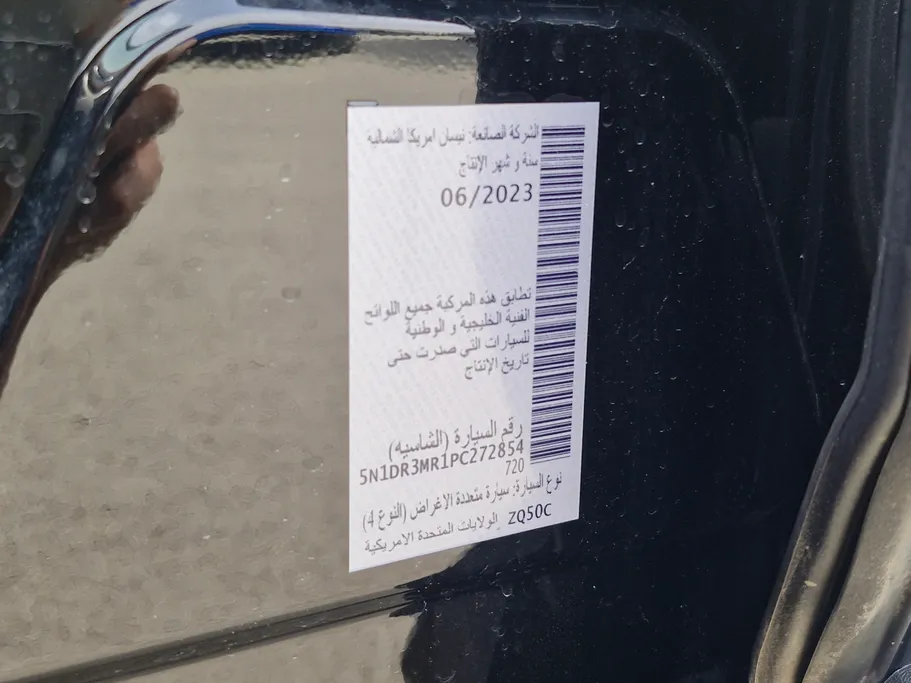 الشركة الصانعة: نيسان امريكا الشمالية
سنة و شهر الإنتاج
06/2023
تطابق هذه المركبة جميع اللوائح
الفنية الخليجية و الوطنية
للسيارات التي صدرت حتى
تاريخ الإنتاج
رقم السيارة (الشاسيه)
5N1DR3MR1PC272854
720
نوع السيارة: سيارة متعددة الاغراض (النوع 4)
ZQ50C الولايات المتحدة الامريكية